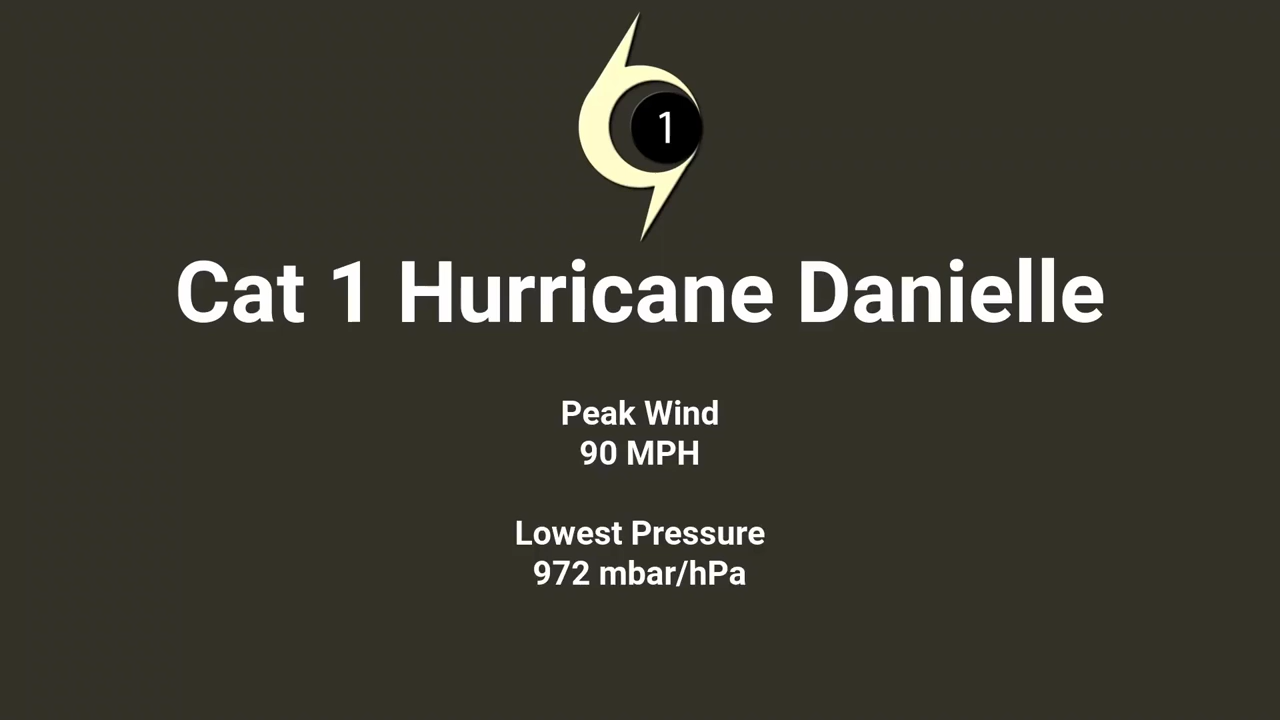 1
Cat 1 Hurricane Danielle
Peak Wind
90 MPH
Lowest Pressure
972 mbar/hPa